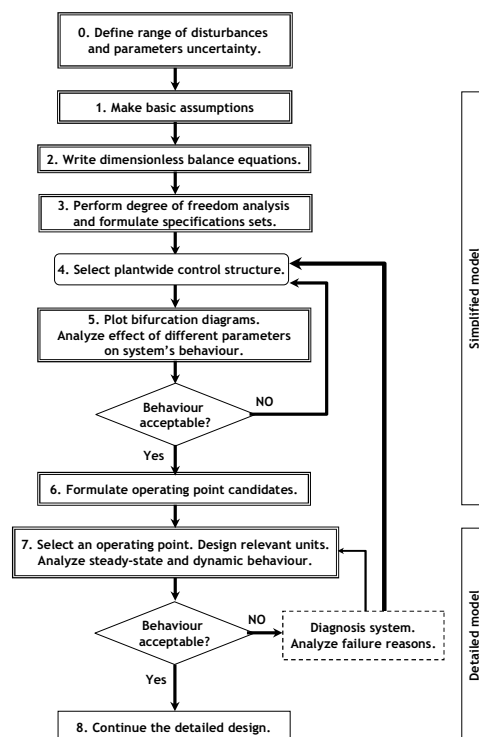 0. Define range of disturbances
and parameters uncertainty.
1. Make basic assumptions
2. Write dimensionless balance equations.
3. Perform degree of freedom analysis
and formulate specifications sets.
4. Select plantwide control structure.
5. Plot bifurcation diagrams.
Analyze effect of different parameters
on system's behaviour.
Behaviour
acceptable?
NO
Yes
6. Formulate operating point candidates.
7. Select an operating point. Design relevant units.
Analyze steady-state and dynamic behaviour.
Behaviour
acceptable?
NO
Diagnosis system.
Analyze failure reasons.
Yes
8. Continue the detailed design.
Simplified model
Detailed model